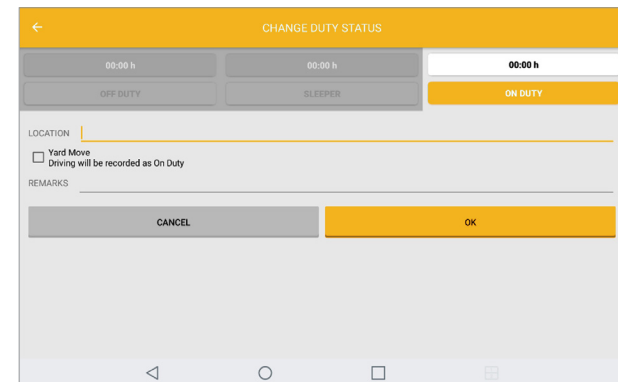 CHANGE DUTY STATUS
00:00 h
00:00 h
00:00 h
OFF DUTY
SLEEPER
ON DUTY
LOCATION
Yard Move
Driving will be recorded as On Duty
REMARKS
CANCEL
OK